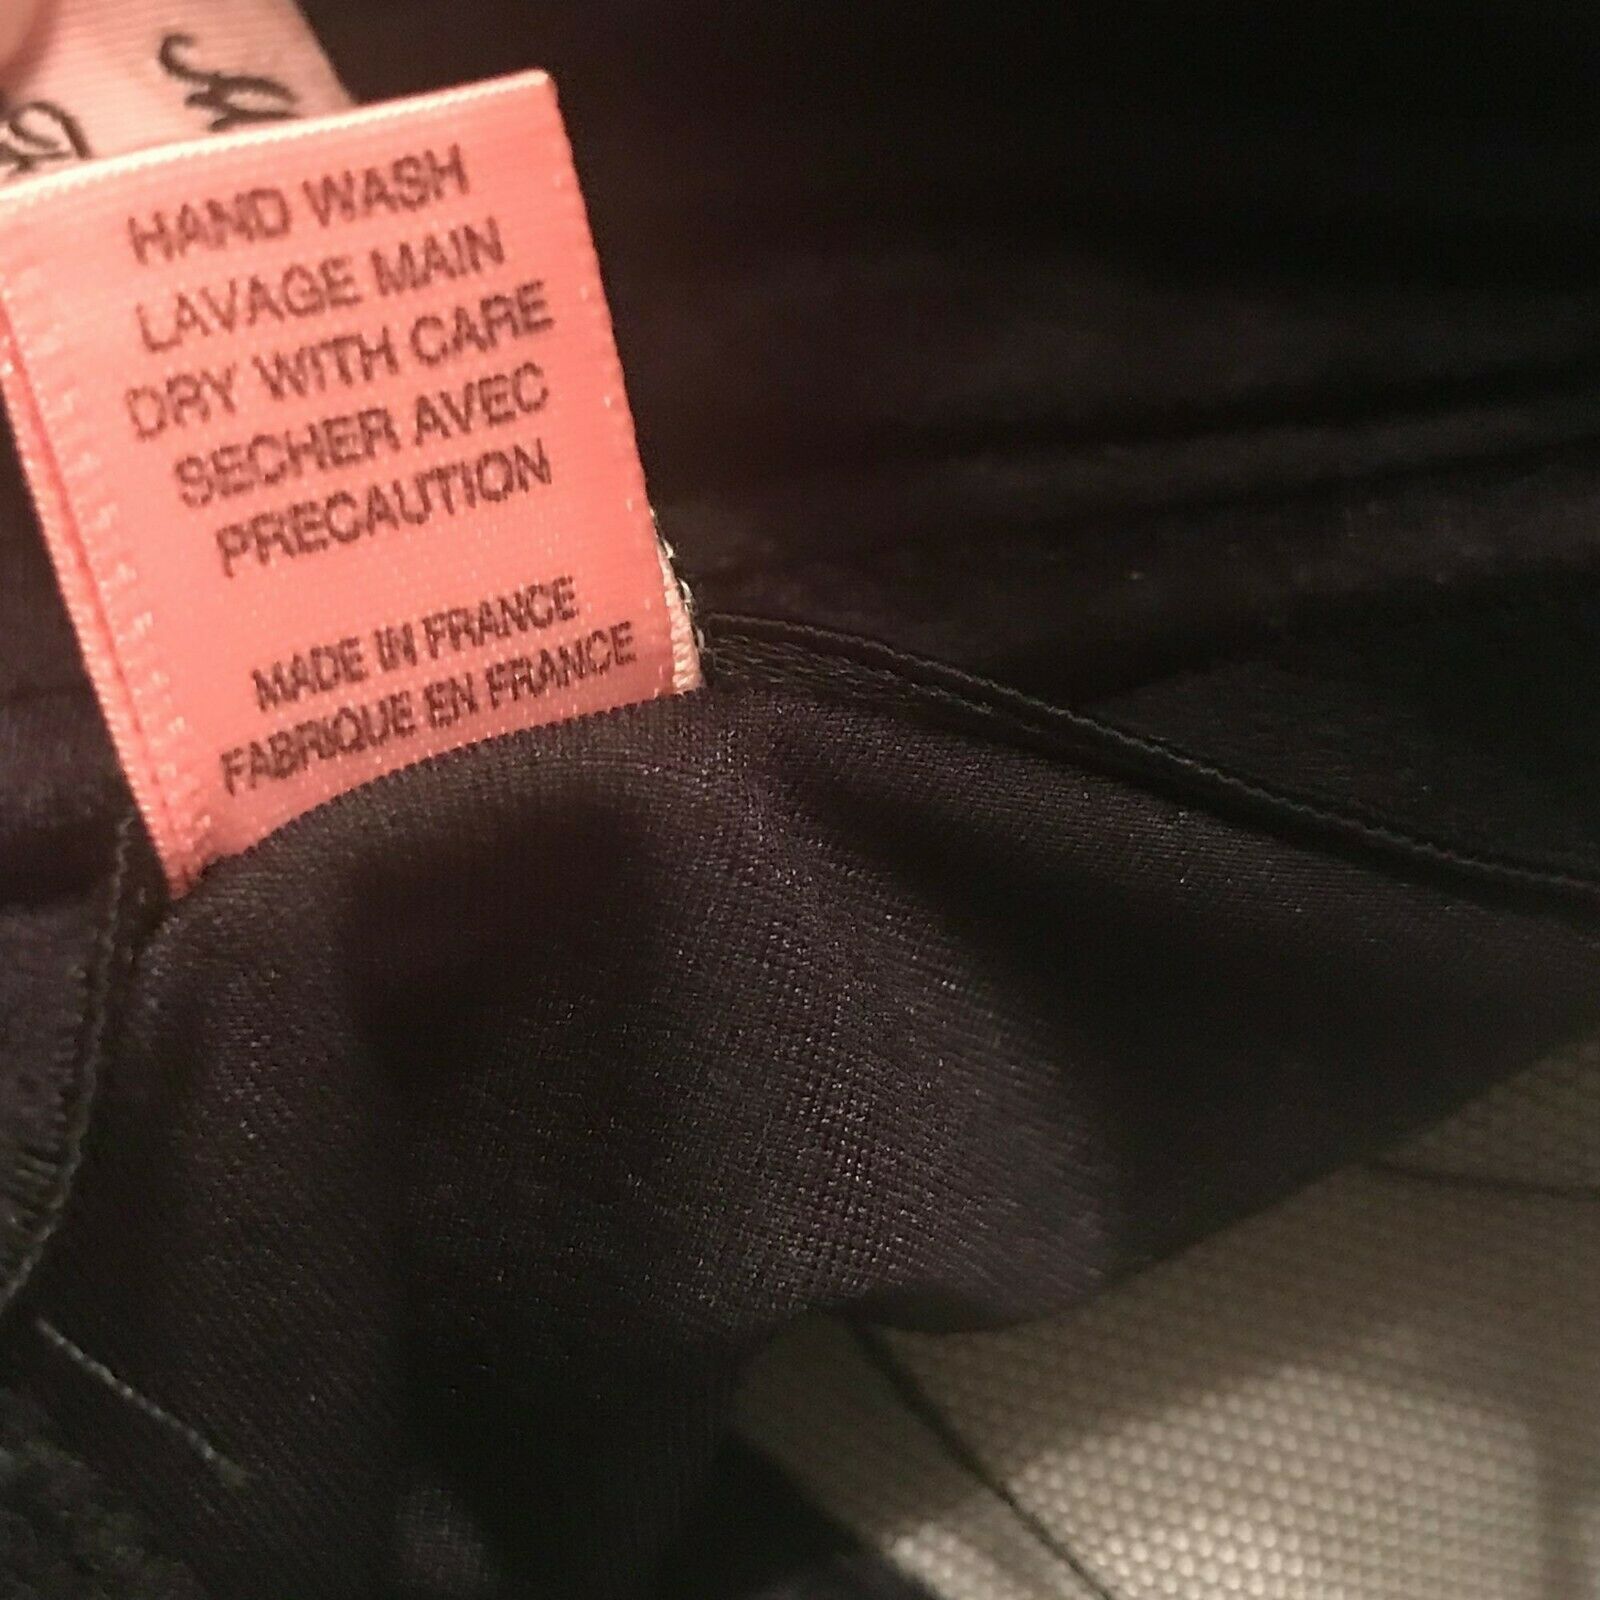 HAND WASH
LAVAGE MAIN
DRY WITH CARE
SECHER AVEC
PRECAUTION
MADE IN FRANCE
FABRIQUE EN FRANCE